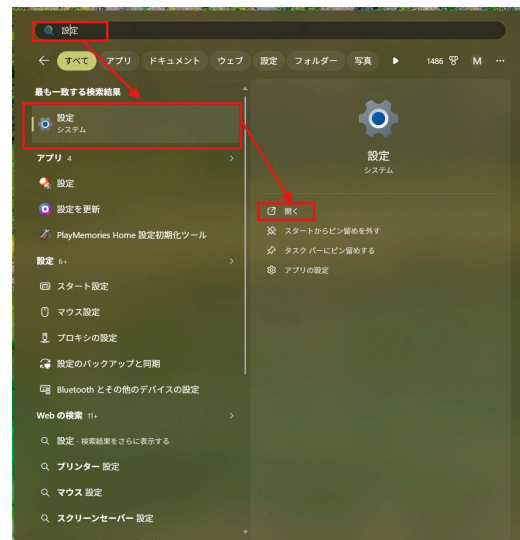 設定
すべて アプリ ドキュメント ウェブ 設定 フォルダー 写真 1486 M
最も一致する検索結果
設定
システム
アプリ 4
設定
設定を更新
PlayMemories Home 設定初期化ツール
設定 6+
スタート設定
マウス設定
プロキシの設定
設定のバックアップと同期
Bluetooth とその他のデバイスの設定
Web の検索 11+
設定 - 検索結果をさらに表示する
プリンター 設定
マウス 設定
スクリーンセーバー 設定
設定
システム
開く
スタートからピン留めを外す
タスク バーにピン留めする
アプリの設定